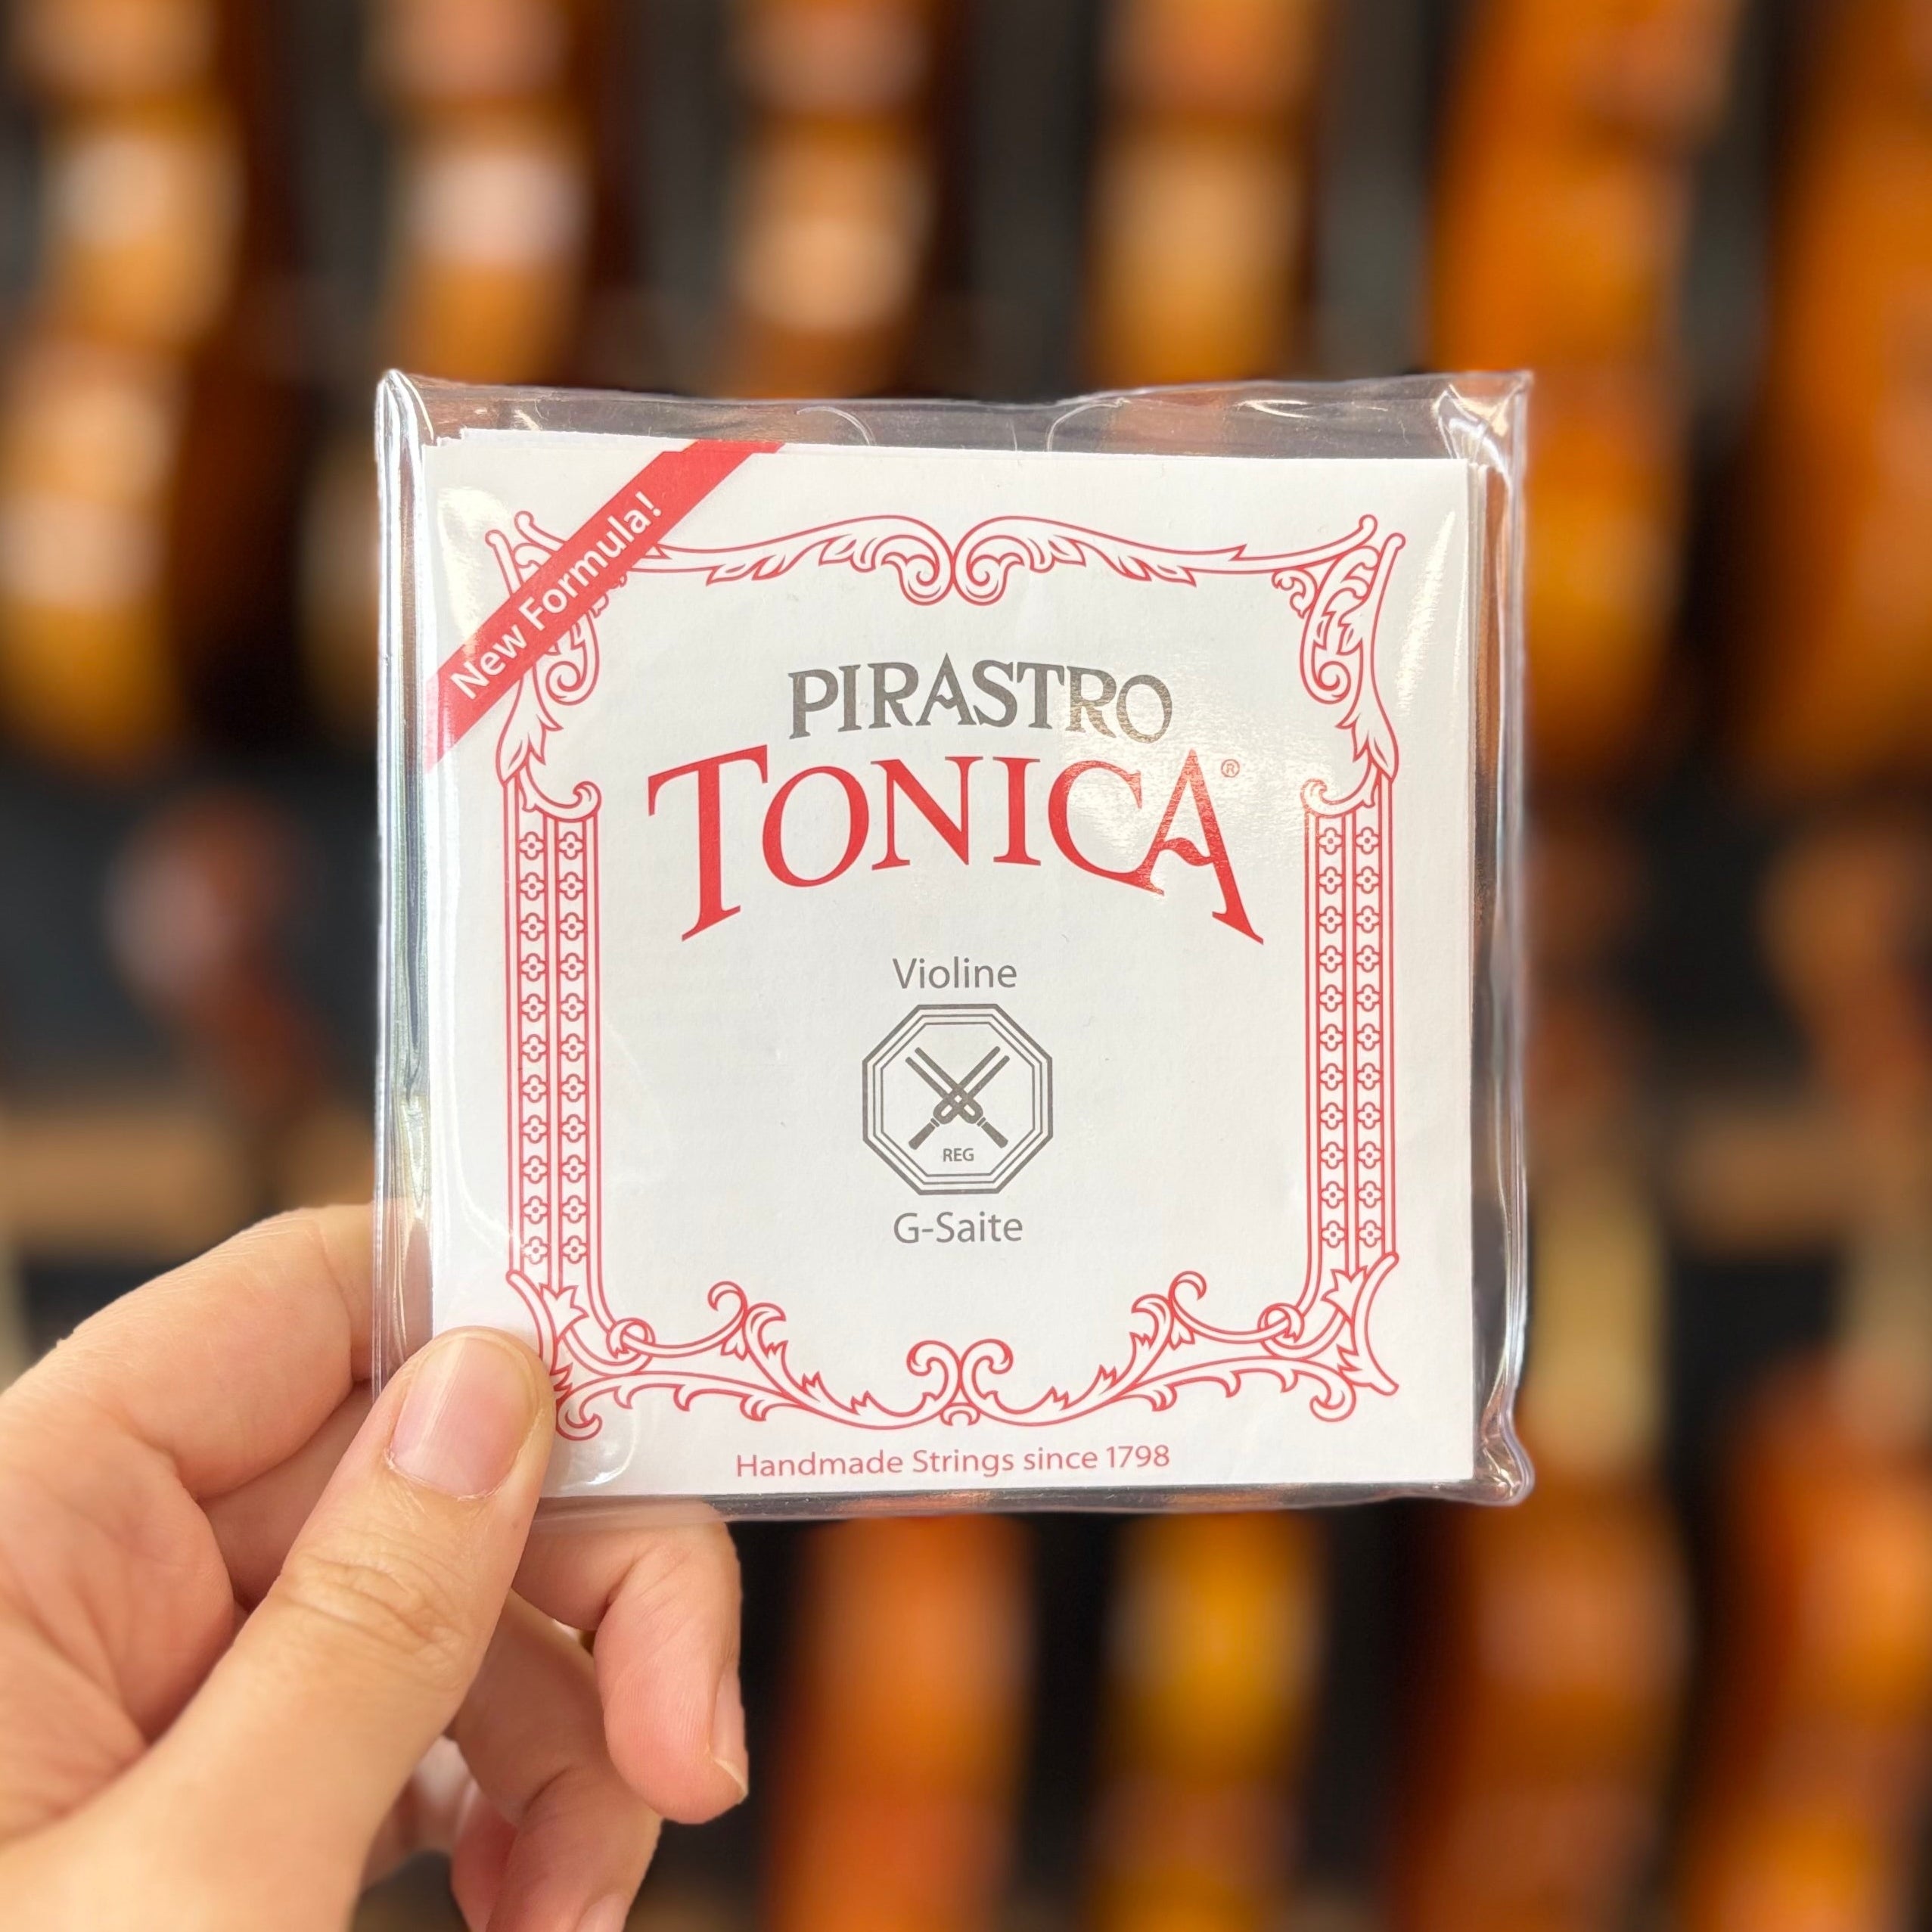 New Formula!
PIRASTRO
TONICA®
Violine
REG
G-Saite
Handmade Strings since 1798